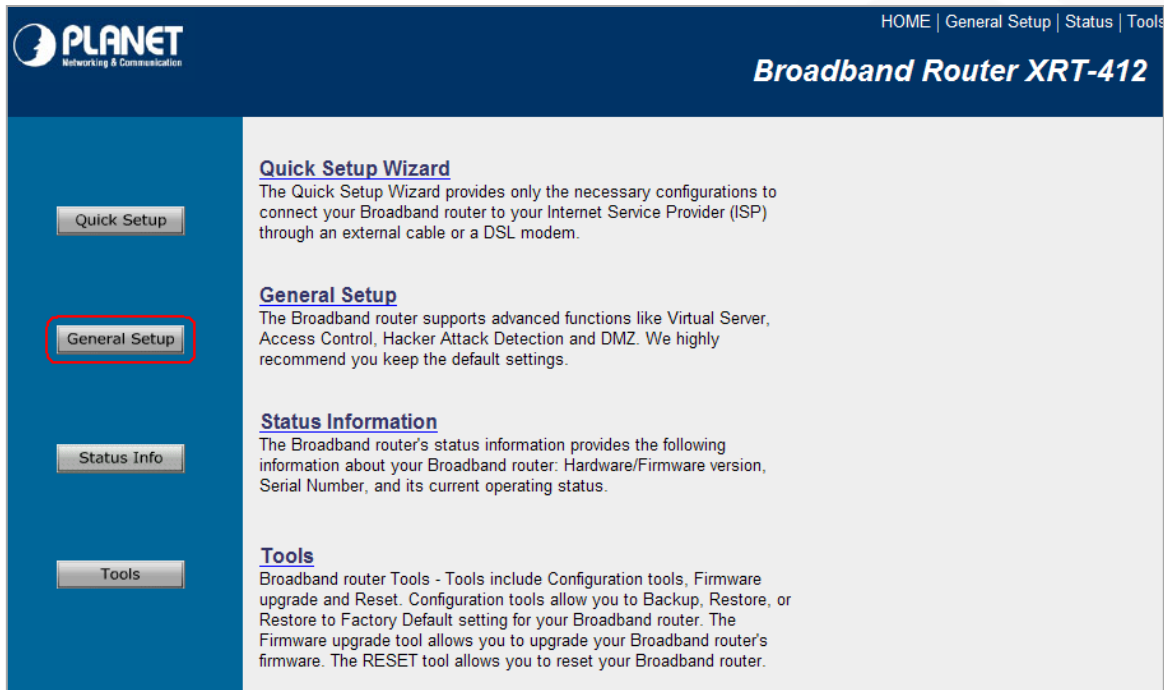 PLANET
Networking & Communication
HOME | General Setup | Status | Tools
Broadband Router XRT-412
Quick Setup
Quick Setup Wizard
The Quick Setup Wizard provides only the necessary configurations to
connect your Broadband router to your Internet Service Provider (ISP)
through an external cable or a DSL modem.
General Setup
General Setup
The Broadband router supports advanced functions like Virtual Server,
Access Control, Hacker Attack Detection and DMZ. We highly
recommend you keep the default settings.
Status Info
Status Information
The Broadband router's status information provides the following
information about your Broadband router: Hardware/Firmware version,
Serial Number, and its current operating status.
Tools
Tools
Broadband router Tools - Tools include Configuration tools, Firmware
upgrade and Reset. Configuration tools allow you to Backup, Restore, or
Restore to Factory Default setting for your Broadband router. The
Firmware upgrade tool allows you to upgrade your Broadband router's
firmware. The RESET tool allows you to reset your Broadband router.